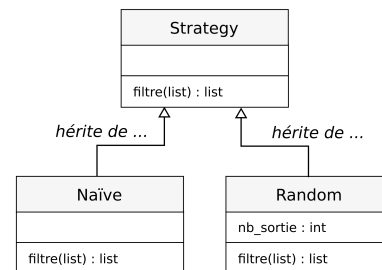 Strategy
filtre(list) : list
hérite de ...
hérite de ...
Naïve
filtre(list) : list
Random
nb_sortie : int
filtre(list) : list